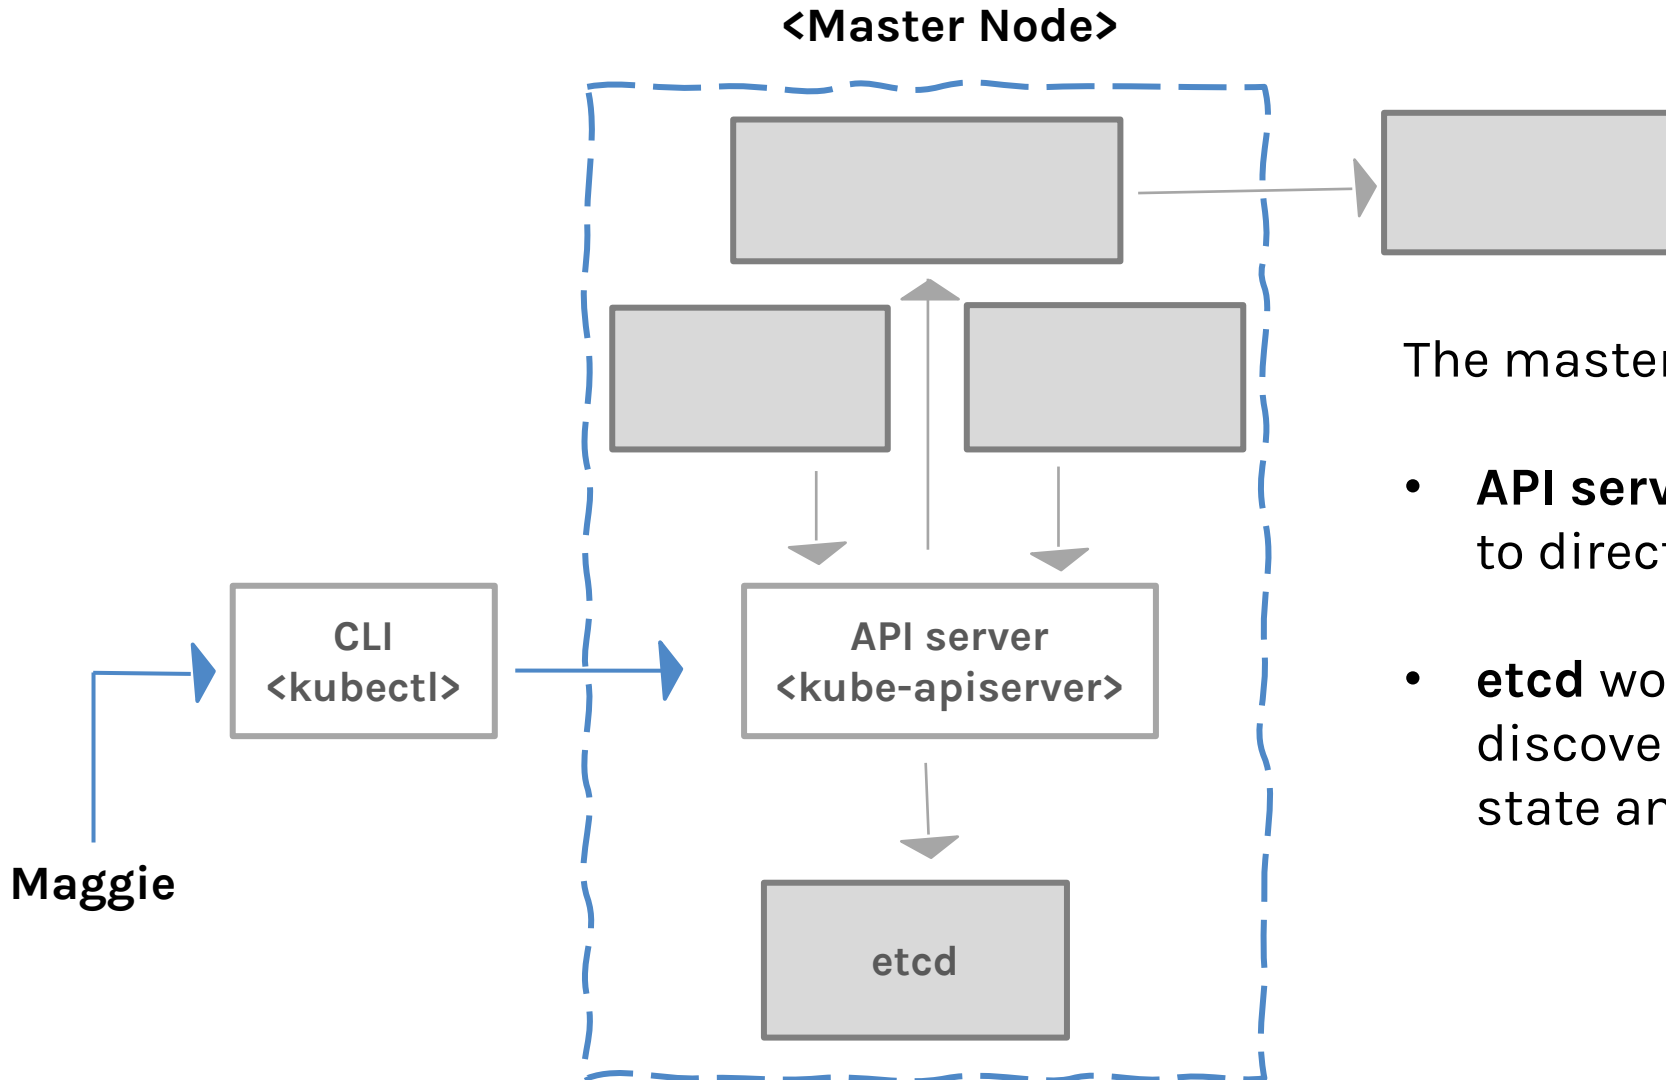 <Master Node>
CLI
<kubectl>
API server
<kube-apiserver>
etcd
Maggie
The master
• API serv
to direct
• etcd wo
discove
state an